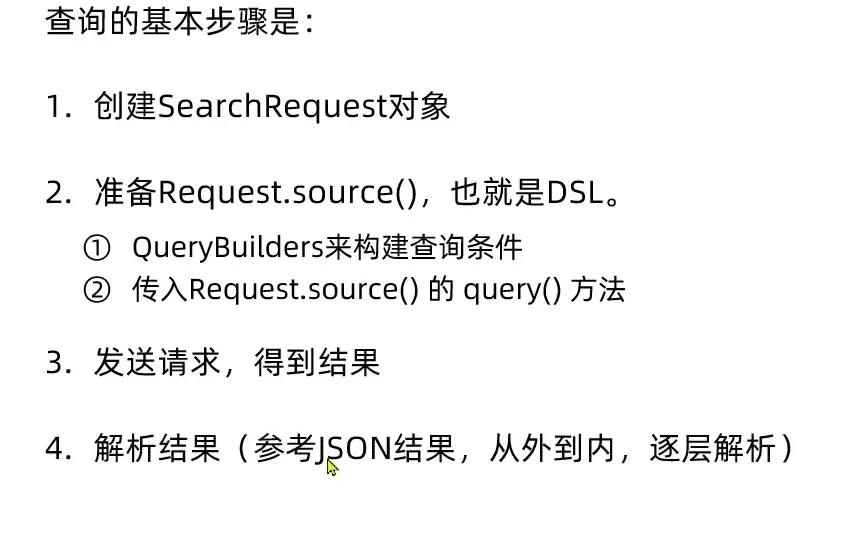 查询的基本步骤是：
1. 创建SearchRequest对象
2. 准备Request.source()，也就是DSL。
① QueryBuilders来构建查询条件
② 传入Request.source() 的 query() 方法
3. 发送请求，得到结果
4. 解析结果（参考JSON结果，从外到内，逐层解析）